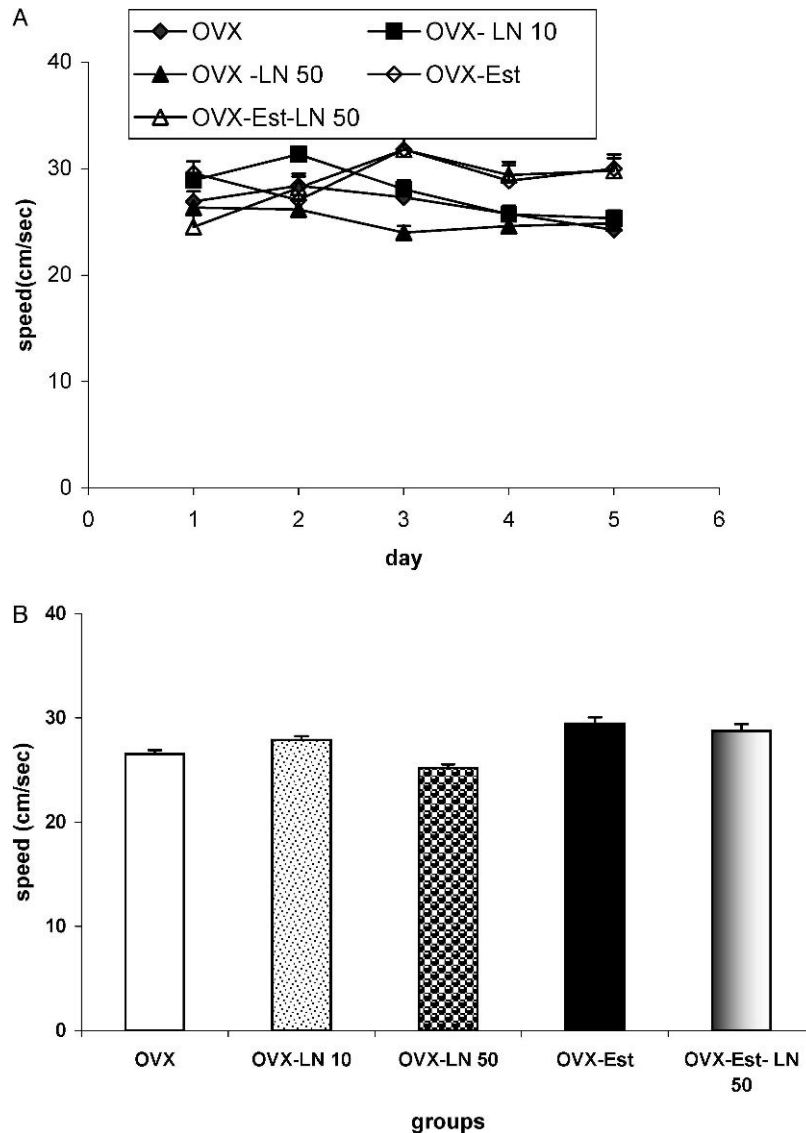 A
OVX OVX- LN 10
OVX -LN 50 OVX-Est
OVX-Est-LN 50
40
30
20
10
0
speed(cm/sec)
0 1 2 3 4 5 6
day
B
40
30
20
10
0
speed (cm/sec)
OVX OVX-LN 10 OVX-LN 50 OVX-Est OVX-Est- LN
50
groups